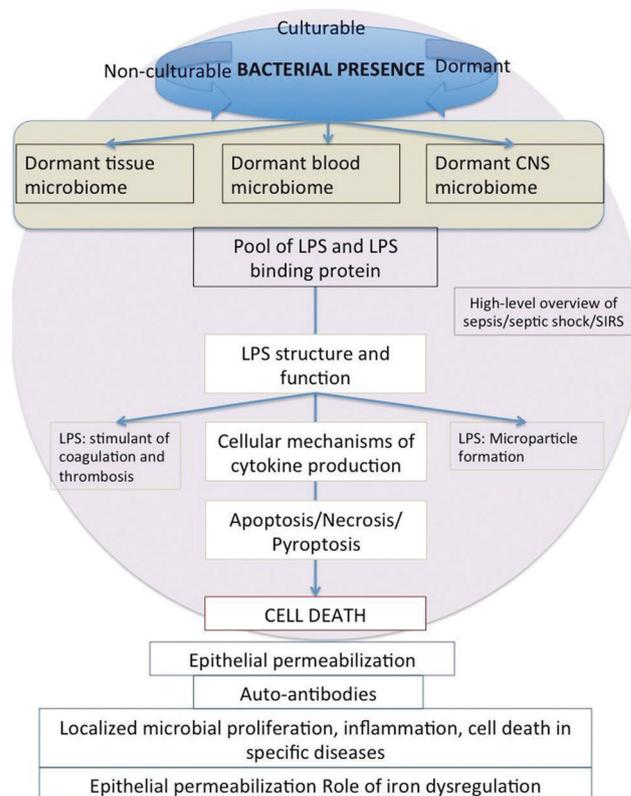 Culturable
Non-culturable BACTERIAL PRESENCE Dormant
Dormant tissue
microbiome
Dormant blood
microbiome
Dormant CNS
microbiome
Pool of LPS and LPS
binding protein
High-level overview of
sepsis/septic shock/SIRS
LPS structure and
function
LPS: stimulant of
coagulation and
thrombosis
Cellular mechanisms of
cytokine production
LPS: Microparticle
formation
Apoptosis/Necrosis/
Pyroptosis
CELL DEATH
Epithelial permeabilization
Auto-antibodies
Localized microbial proliferation, inflammation, cell death in
specific diseases
Epithelial permeabilization Role of iron dysregulation